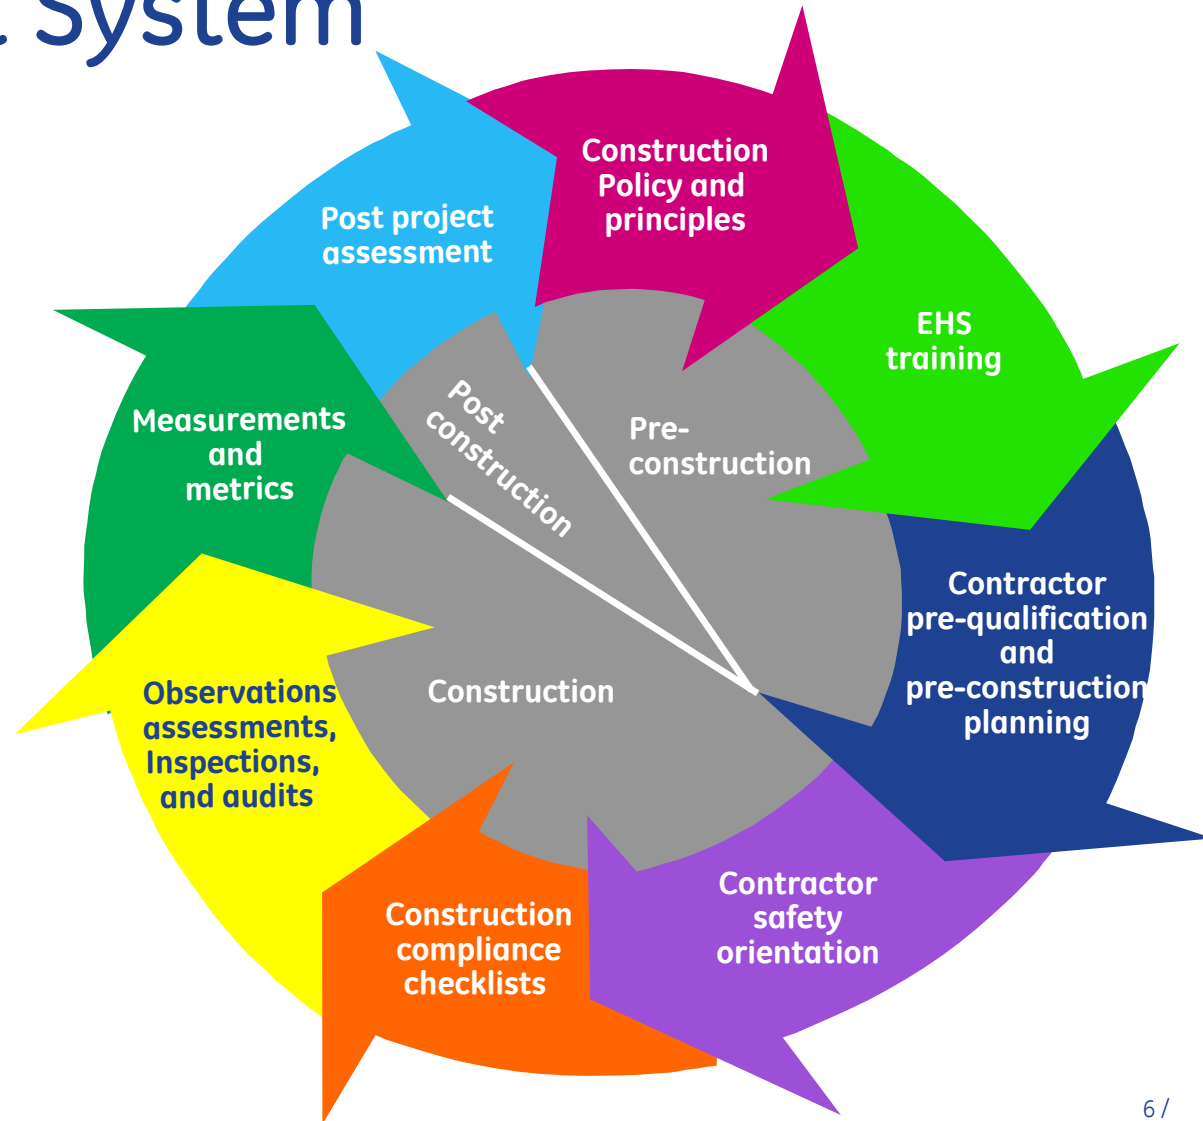 System
Construction
Policy and
principles
EHS
training
Contractor
pre-qualification
and
pre-construction
planning
Contractor
safety
orientation
Construction
compliance
checklists
Observations
assessments,
Inspections,
and audits
Measurements
and
metrics
Post project
assessment
Post
construction
Pre-
construction
Construction
6 /